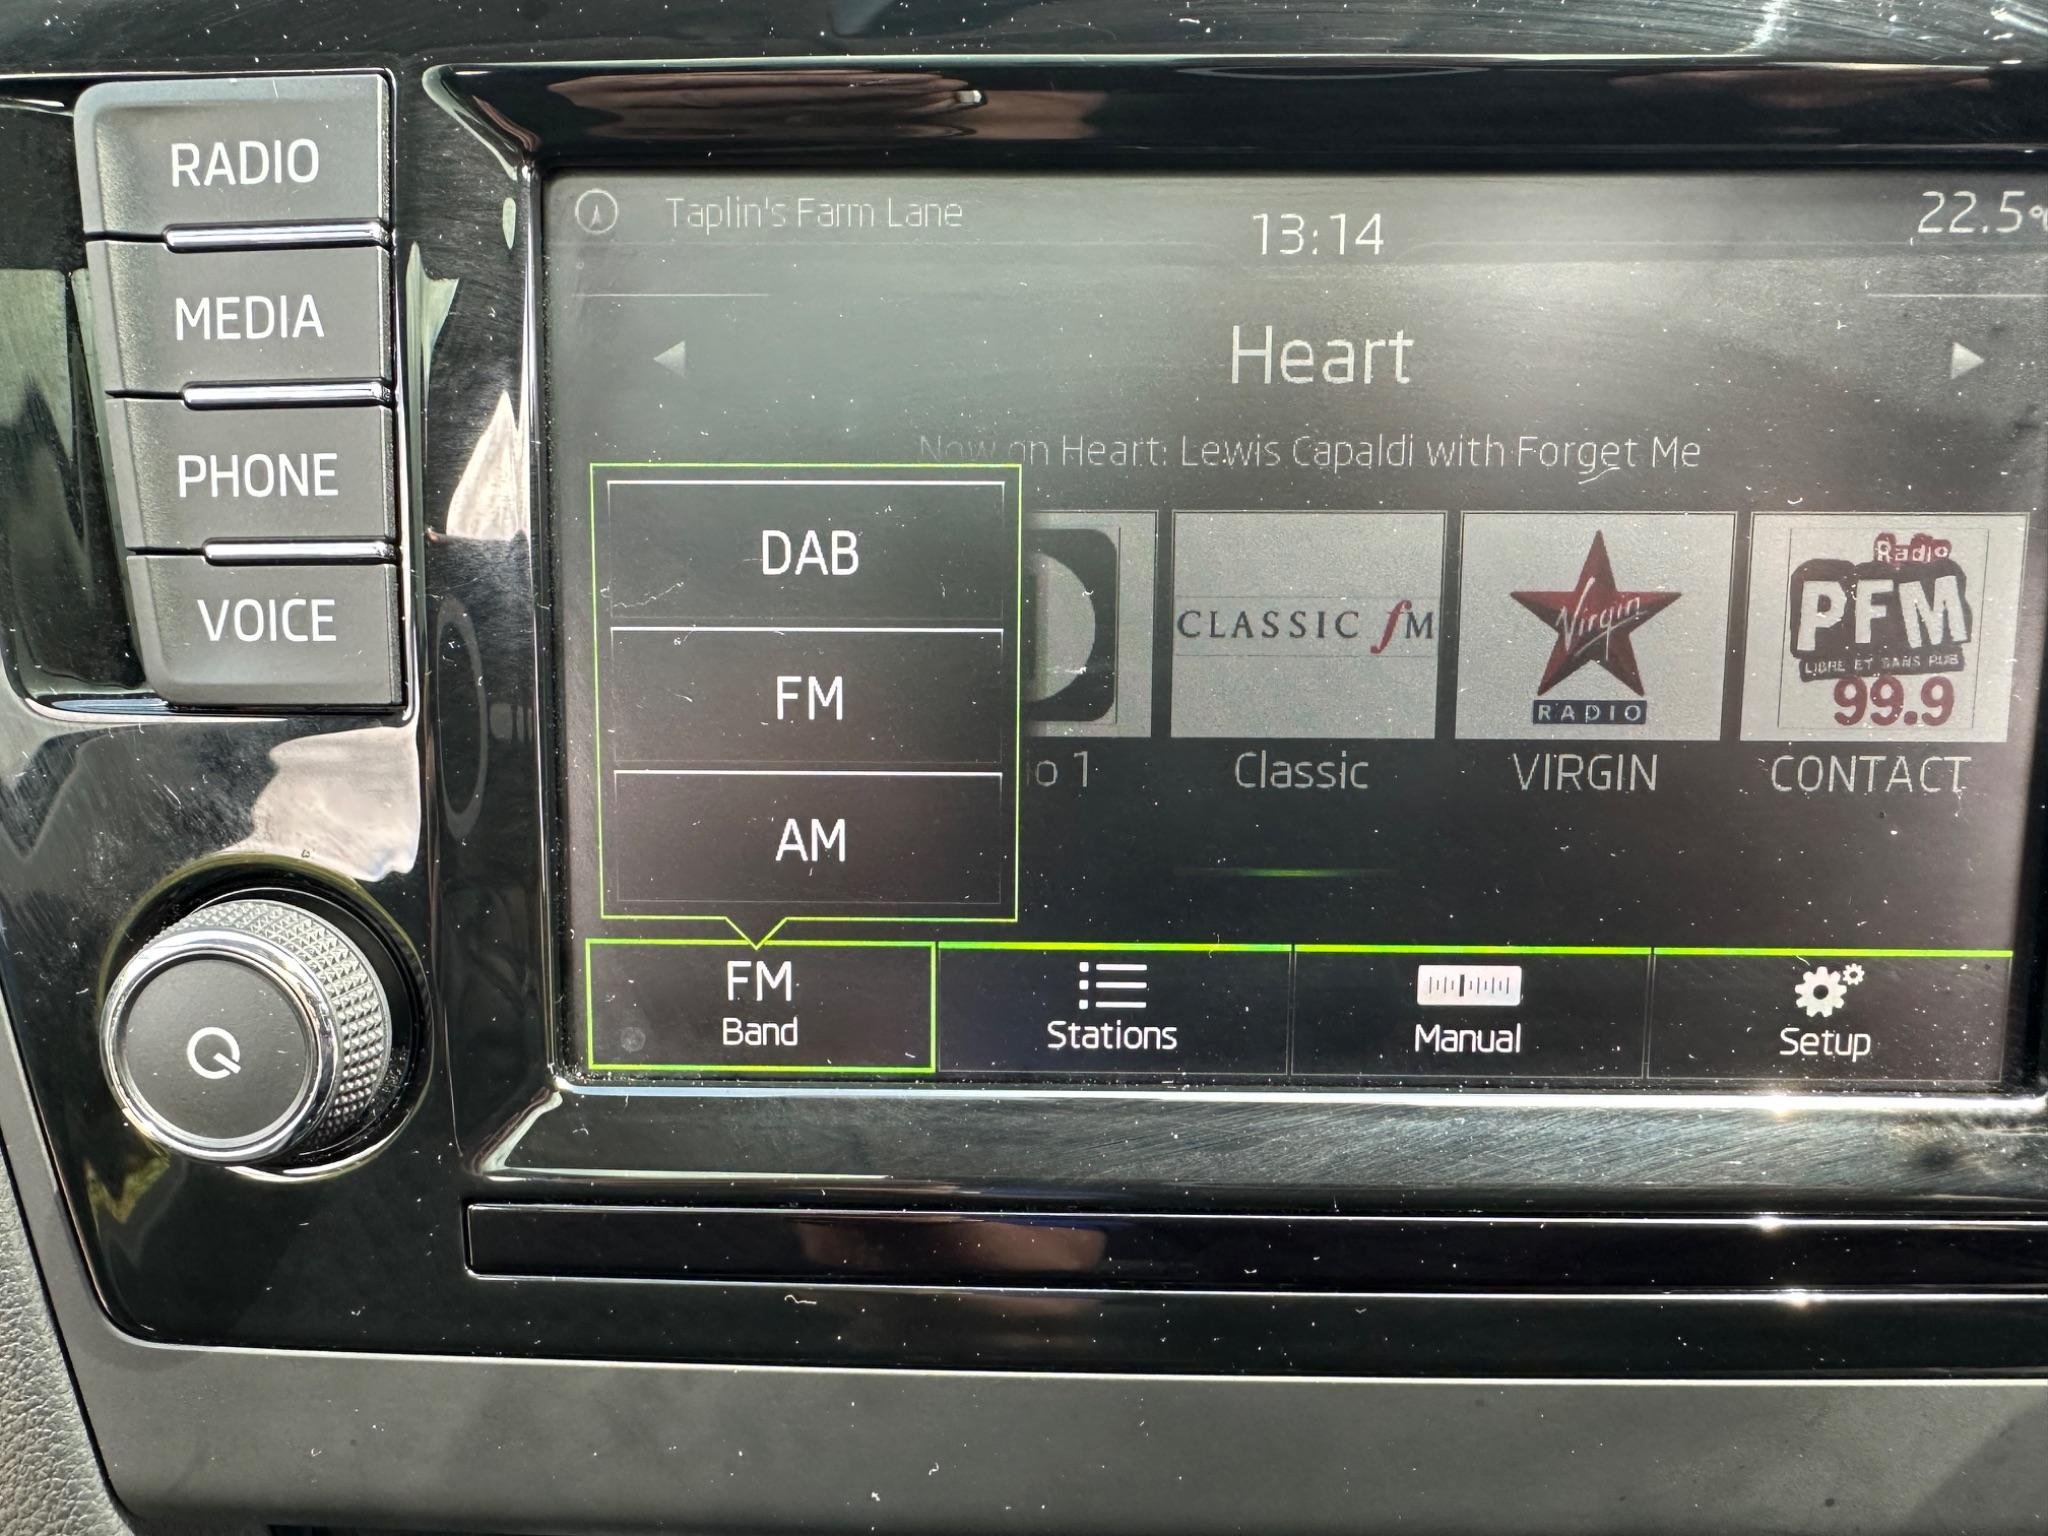 RADIO
MEDIA
PHONE
VOICE
Taplin's Farm Lane
13:14
22.5°
Heart
Now on Heart: Lewis Capaldi with Forget Me
DAB
FM
AM
CLASSIC fM
Virgin
RADIO
Radio
PFM
LIBRE ET SANS PUB
99.9
o 1
Classic
VIRGIN
CONTACT
FM
Band
Stations
Manual
Setup